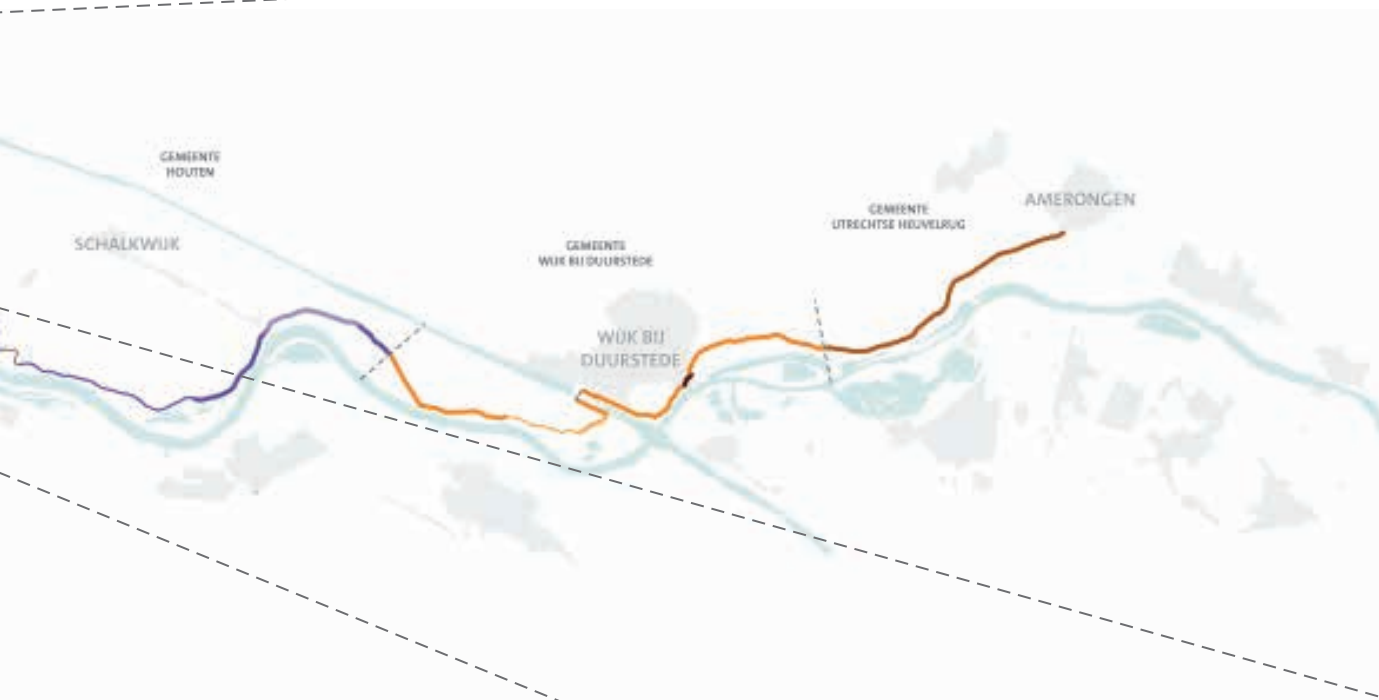 GEMEENTE
HOUTEN
SCHALKWIJK
GEMEENTE
WIJK BIJ DUURSTEDE
WIJK BIJ
DUURSTEDE
GEMEENTE
UTRECHTSE HEUVELRUG
AMERONGEN